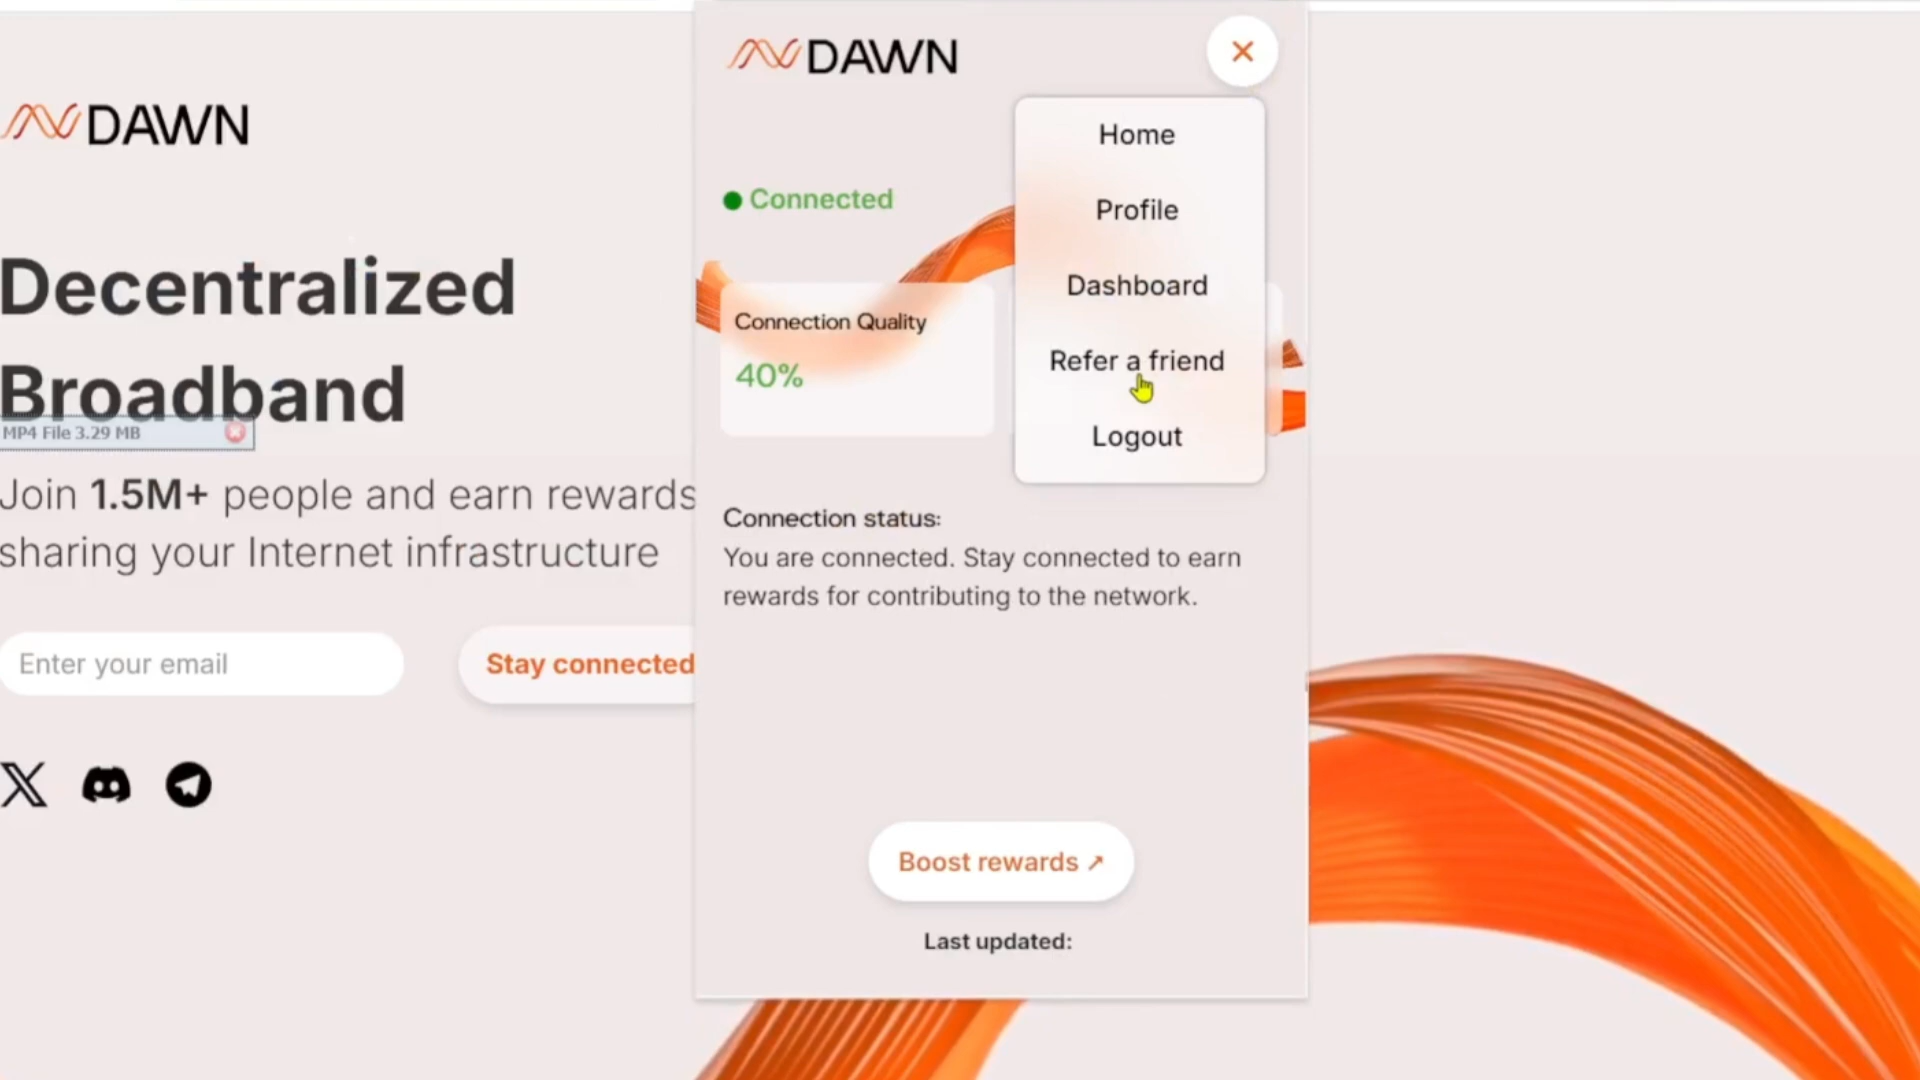 DAWN
Decentralized
Broadband
MP4 File 3.29 MB
Join 1.5M+ people and earn rewards
sharing your Internet infrastructure
Enter your email
Stay connected
DAWN
Connected
Connection Quality
40%
Home
Profile
Dashboard
Refer a friend
Logout
Connection status:
You are connected. Stay connected to earn
rewards for contributing to the network.
Boost rewards ↗
Last updated: